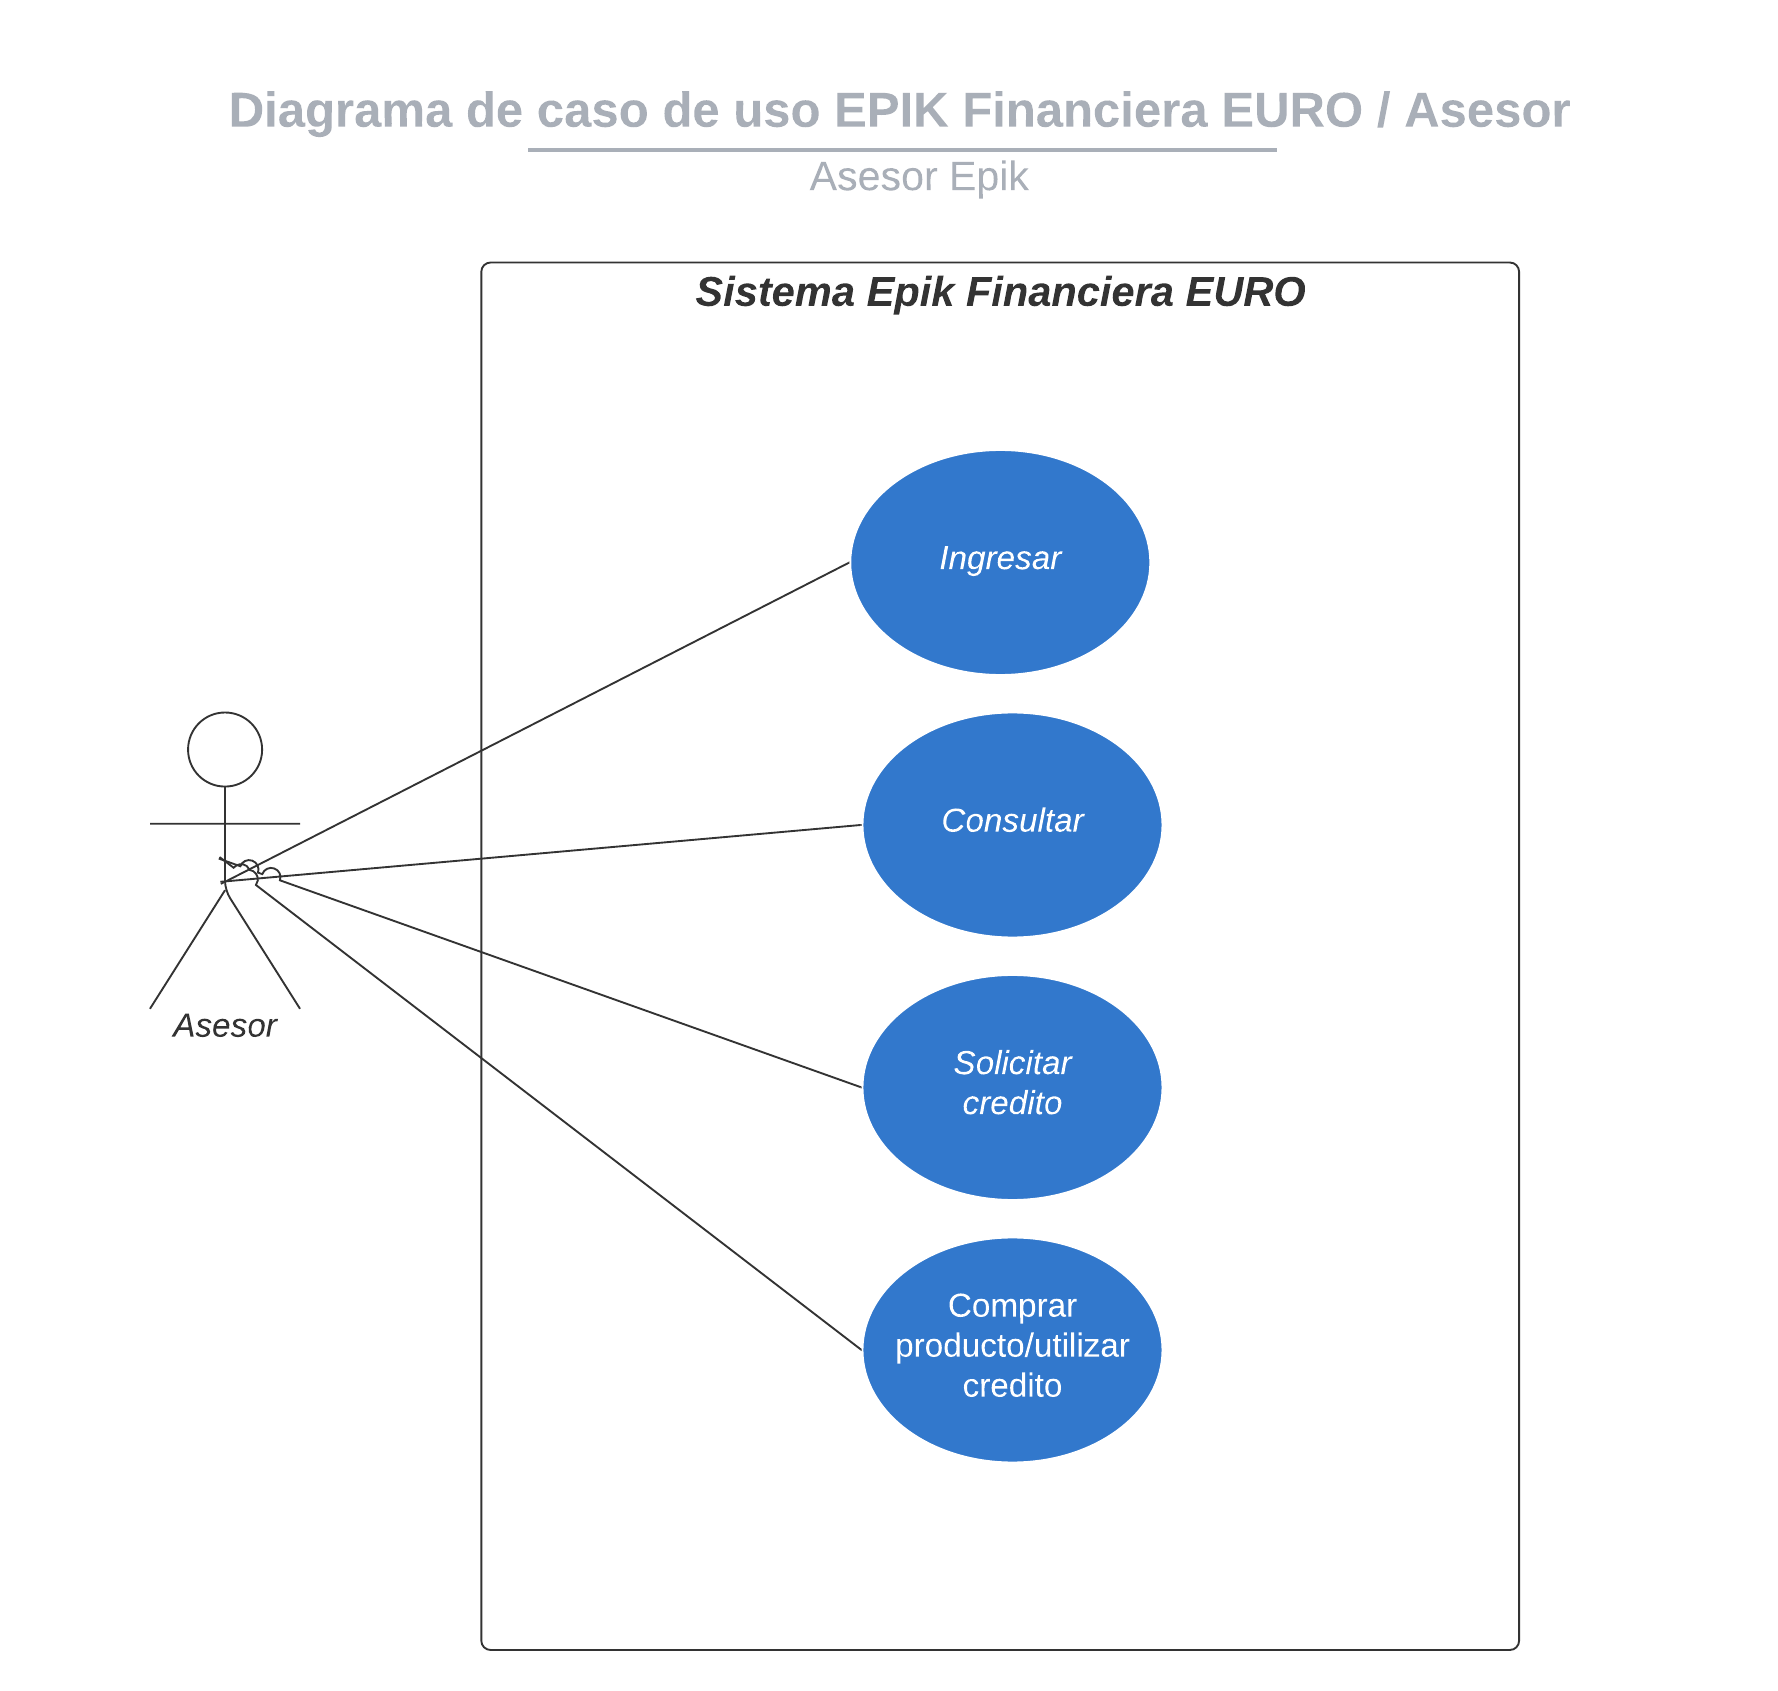 Diagrama de caso de uso EPIK Financiera EURO / Asesor
Asesor Epik
Sistema Epik Financiera EURO
Ingresar
Consultar
Asesor
Solicitar
credito
Comprar
producto/utilizar
credito